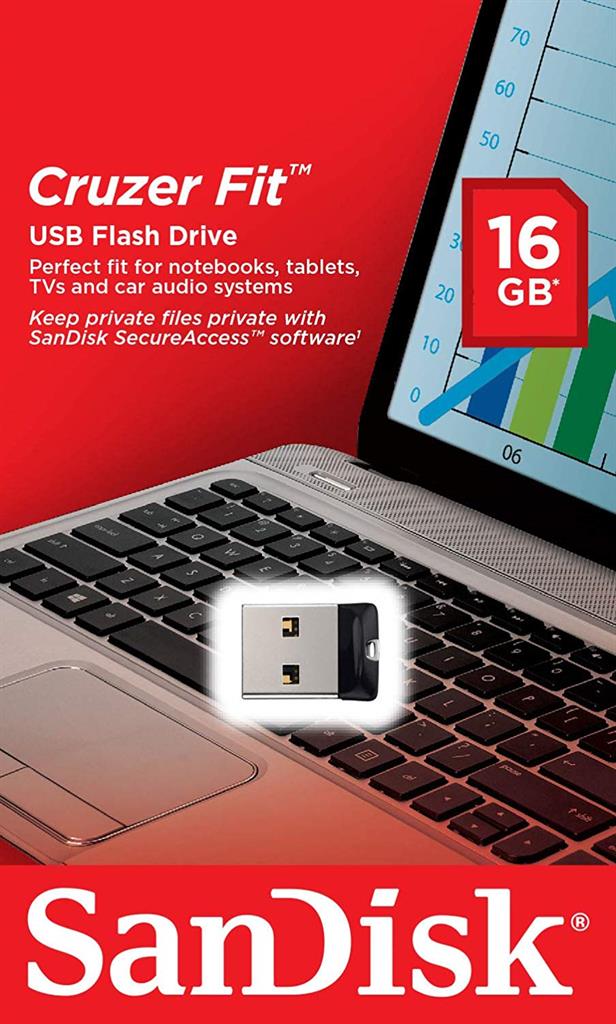 Cruzer Fit™
USB Flash Drive
Perfect fit for notebooks, tablets,
TVs and car audio systems
Keep private files private with
SanDisk SecureAccess™ software¹
16
GB*
70
60
50
20
10
0
06
SanDisk®